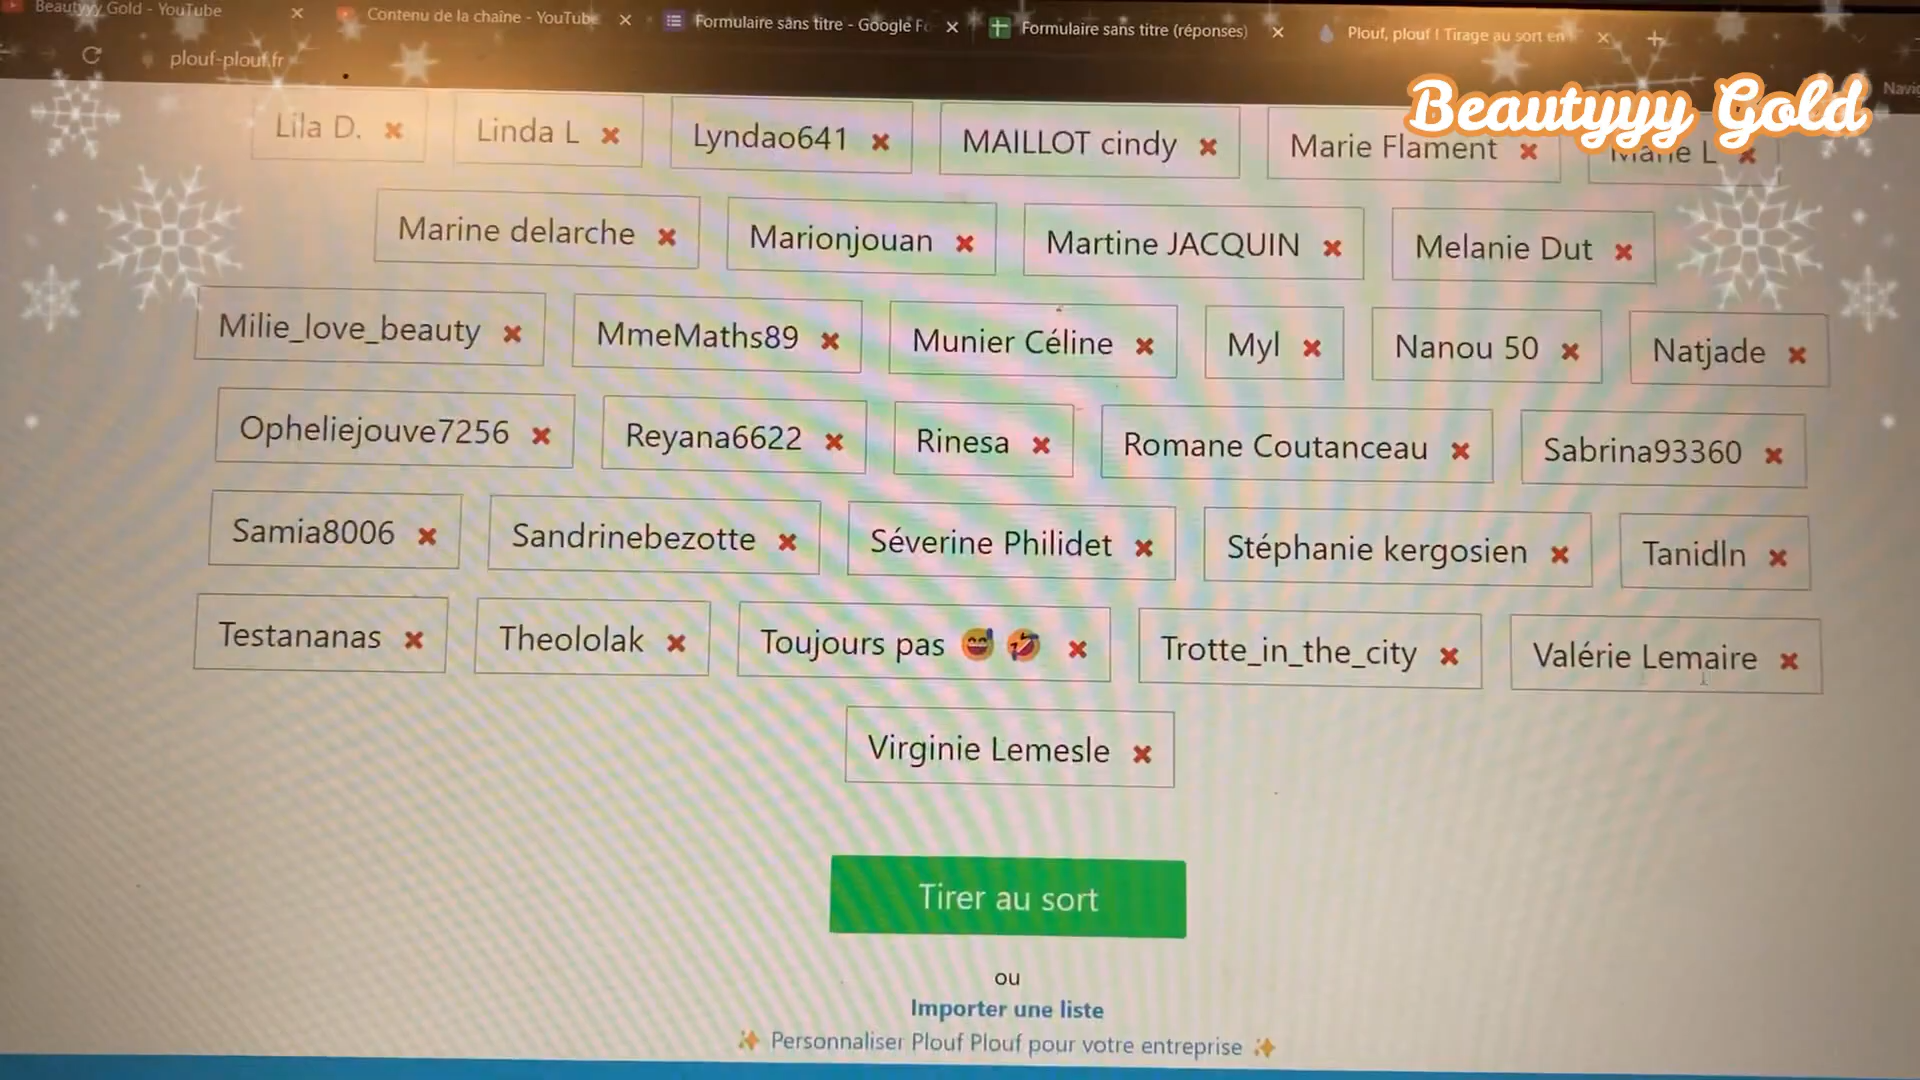 Beautyyy Gold - YouTube
Contenu de la chaîne - YouTube
Formulaire sans titre - Google Fo
Formulaire sans titre (réponses)
Plouf, plouf ! Tirage au sort en
plouf-plouf.fr
Beautyyy Gold
Lila D.
Linda L
Lyndao641
MAILLOT cindy
Marie Flament
Marie L
Marine delarche
Marionjouan
Martine JACQUIN
Melanie Dut
Milie_love_beauty
MmeMaths89
Munier Céline
Myl
Nanou 50
Natjade
Opheliejouve7256
Reyana6622
Rinesa
Romane Coutanceau
Sabrina93360
Samia8006
Sandrinebezotte
Séverine Philidet
Stéphanie kergosien
Tanidln
Testananas
Theololak
Toujours pas 😅 🤣
Trotte_in_the_city
Valérie Lemaire
Virginie Lemesle
Tirer au sort
ou
Importer une liste
✨ Personnaliser Plouf Plouf pour votre entreprise ✨